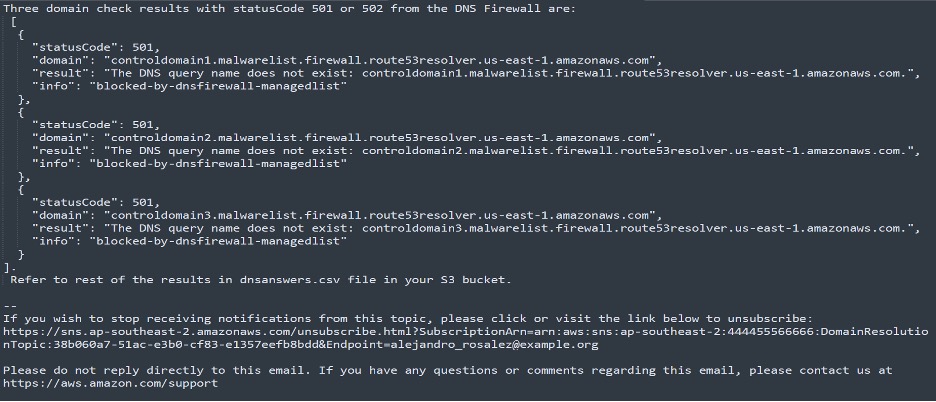 Three domain check results with statusCode 501 or 502 from the DNS Firewall are:
[
{
"statusCode": 501,
"domain": "controldomain1.malwarelist.firewall.route53resolver.us-east-1.amazonaws.com",
"result": "The DNS query name does not exist: controldomain1.malwarelist.firewall.route53resolver.us-east-1.amazonaws.com.",
"info": "blocked-by-dnsfirewall-managedlist"
},
{
"statusCode": 501,
"domain": "controldomain2.malwarelist.firewall.route53resolver.us-east-1.amazonaws.com",
"result": "The DNS query name does not exist: controldomain2.malwarelist.firewall.route53resolver.us-east-1.amazonaws.com.",
"info": "blocked-by-dnsfirewall-managedlist"
},
{
"statusCode": 501,
"domain": "controldomain3.malwarelist.firewall.route53resolver.us-east-1.amazonaws.com",
"result": "The DNS query name does not exist: controldomain3.malwarelist.firewall.route53resolver.us-east-1.amazonaws.com.",
"info": "blocked-by-dnsfirewall-managedlist"
}
].
Refer to rest of the results in dnsanswers.csv file in your S3 bucket.
--
If you wish to stop receiving notifications from this topic, please click or visit the link below to unsubscribe:
https://sns.ap-southeast-2.amazonaws.com/unsubscribe.html?SubscriptionArn=arn:aws:sns:ap-southeast-2:444455566666:DomainResolutio
nTopic:38b060a7-51ac-e3b0-cf83-e1357eefb8bdd&Endpoint=alejandro_rosalez@example.org
Please do not reply directly to this email. If you have any questions or comments regarding this email, please contact us at
https://aws.amazon.com/support